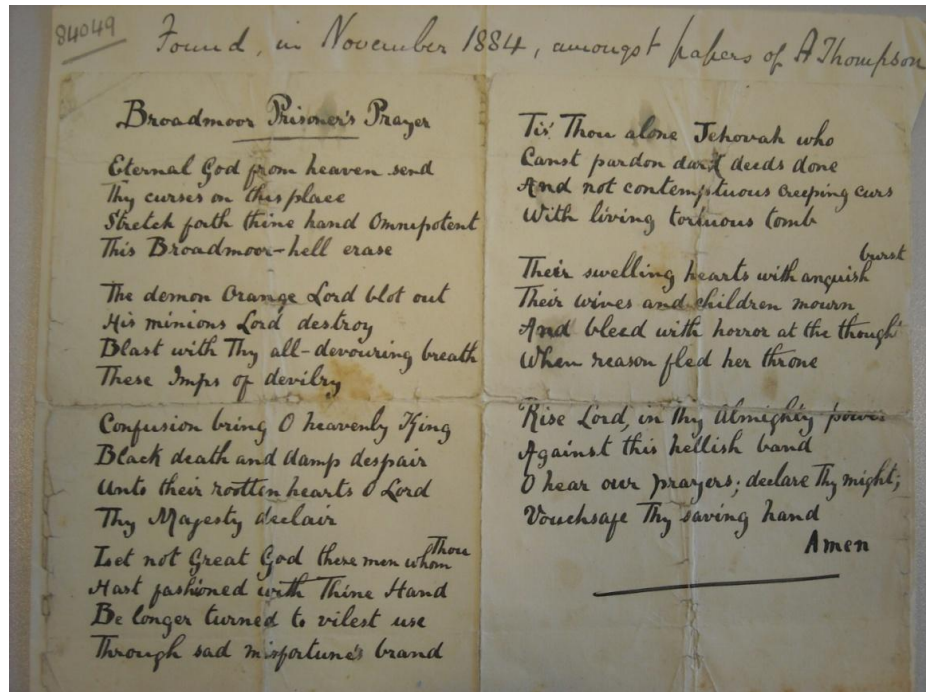 84049
Found, in November 1884, amongst papers of A Thompson
Broadmoor Prisoner's Prayer
Eternal God from heaven send
Thy curses on this place
Stretch forth thine hand Omnipotent
This Broadmoor-hell erase
The demon Orange Lord blot out
His minions Lord destroy
Blast with Thy all-devouring breath
These Imps of devilry
Confusion bring O heavenly King
Black death and damp despair
Unto their rootten hearts O Lord
Thy Majesty declair
Let not Great God these men whom Thou
Hast fashioned with Thine Hand
Be longer turned to vilest use
Through sad misfortune's brand
Tis' Thou alone Jehovah who
Canst pardon dark deeds done
And not contemptuous creeping curs
With living tortuous tomb
Their swelling hearts with anguish burst
Their wives and children mourn
And bleed with horror at the though'
When reason fled her throne
Rise Lord, in Thy Almighty power
Against this hellish band
O hear our prayers; declare Thy might;
Vouchsafe Thy saving hand
Amen